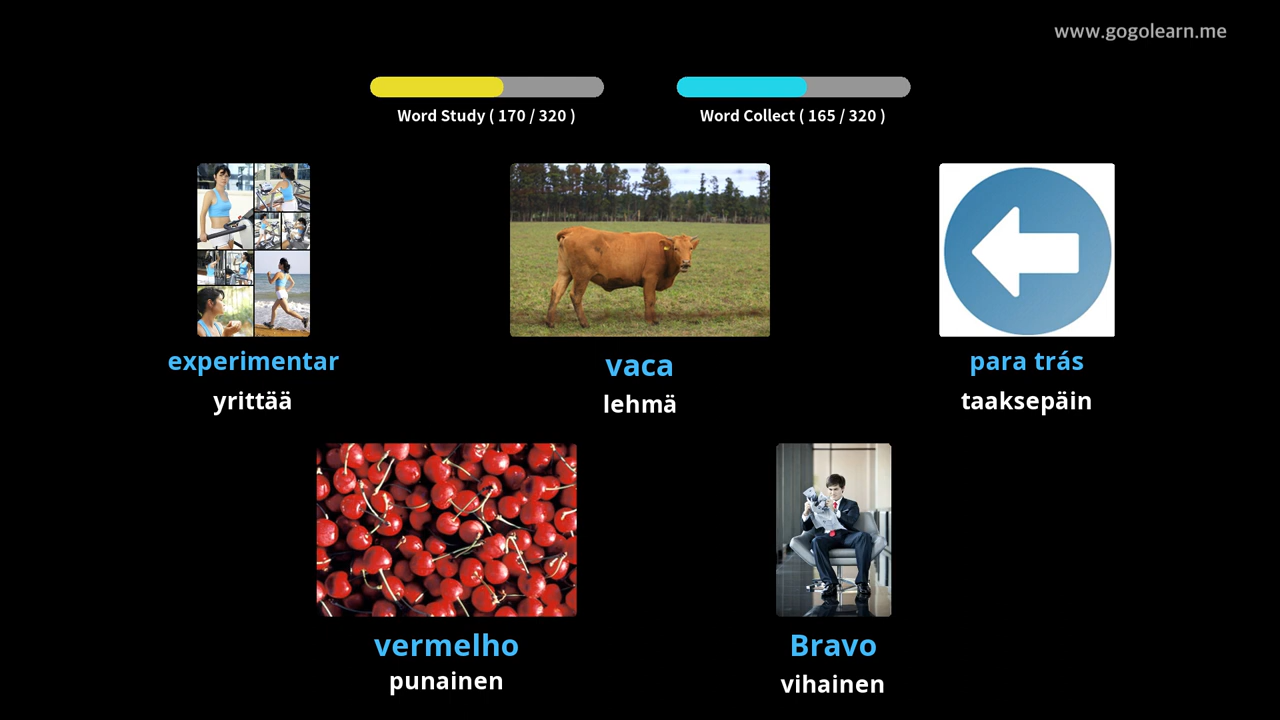 www.gogolearn.me
Word Study ( 170 / 320 )
Word Collect ( 165 / 320 )
experimentar
yrittää
vaca
lehmä
para trás
taaksepäin
vermelho
punainen
Bravo
vihainen